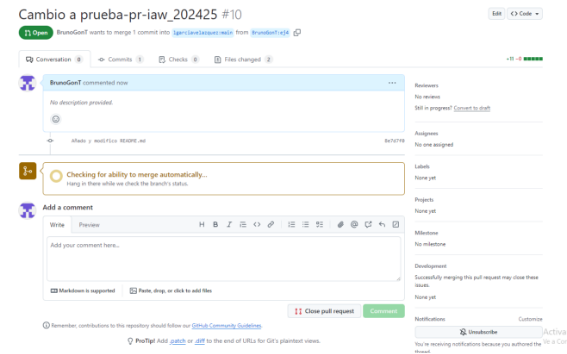 Cambio a prueba-pr-iaw_202425 #10
Edit
Code
Open
BrunoGonT wants to merge 1 commit into
from BrunoGonT:ej4
Conversation 0
Commits 1
Checks 0
Files changed 2
+11 -0
BrunoGonT commented now
No description provided.
Añado y modifico README.md
Checking for ability to merge automatically...
Hang in there while we check the branch's status.
Add a comment
Write
Preview
Add your comment here...
Markdown is supported
Paste, drop, or click to add files
Close pull request
Comment
Remember, contributions to this repository should follow our GitHub Community Guidelines.
ProTip! Add .patch or .diff to the end of URLs for Git's plaintext views.
Reviewers
No reviews
Still in progress? Convert to draft
Assignees
No one assigned
Labels
None yet
Projects
None yet
Milestone
No milestone
Development
Successfully merging this pull request may close these
issues.
None yet
Notifications
Customize
Unsubscribe
You're receiving notifications because you authored the
thread.
Activa
Ve a Con